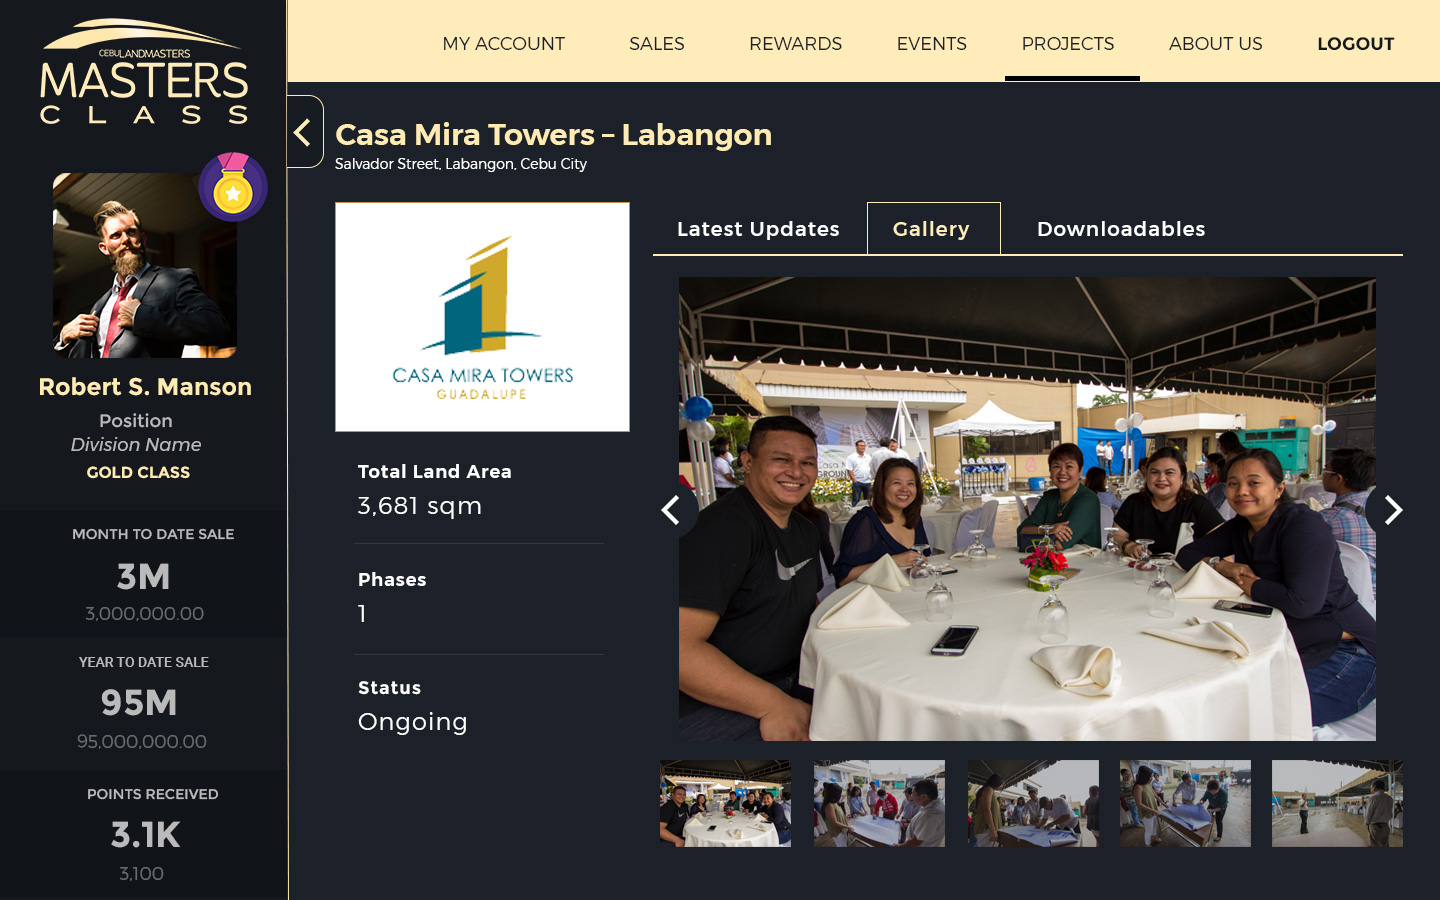 CEBULANDMASTERS
MASTERS
CLASS
MY ACCOUNT
SALES
REWARDS
EVENTS
PROJECTS
ABOUT US
LOGOUT
Robert S. Manson
Position
Division Name
GOLD CLASS
MONTH TO DATE SALE
3M
3,000,000.00
YEAR TO DATE SALE
95M
95,000,000.00
POINTS RECEIVED
3.1K
3,100
Casa Mira Towers – Labangon
Salvador Street, Labangon, Cebu City
CASA MIRA TOWERS
GUADALUPE
Total Land Area
3,681 sqm
Phases
1
Status
Ongoing
Latest Updates
Gallery
Downloadables